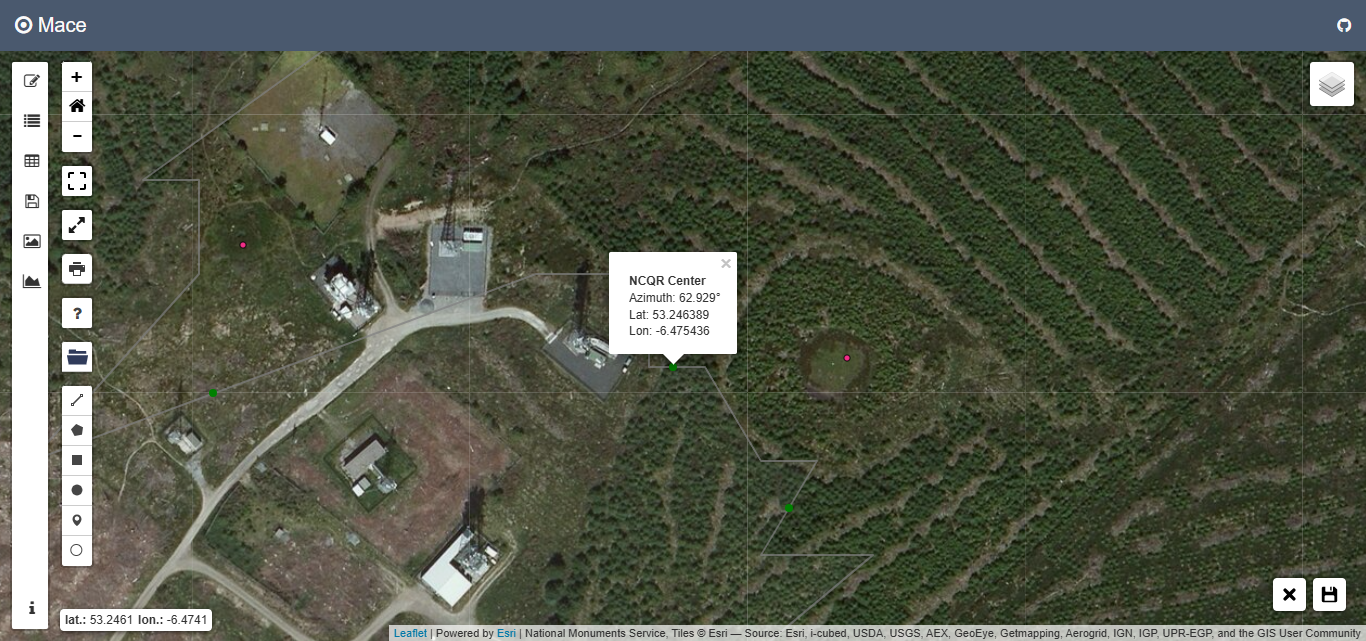 Mace
+
−
?
i
NCQR Center ×
Azimuth: 62.929°
Lat: 53.246389
Lon: -6.475436
lat.: 53.2461 lon.: -6.4741
Leaflet | Powered by Esri | National Monuments Service, Tiles © Esri — Source: Esri, i-cubed, USDA, USGS, AEX, GeoEye, Getmapping, Aerogrid, IGN, IGP, UPR-EGP, and the GIS User Community